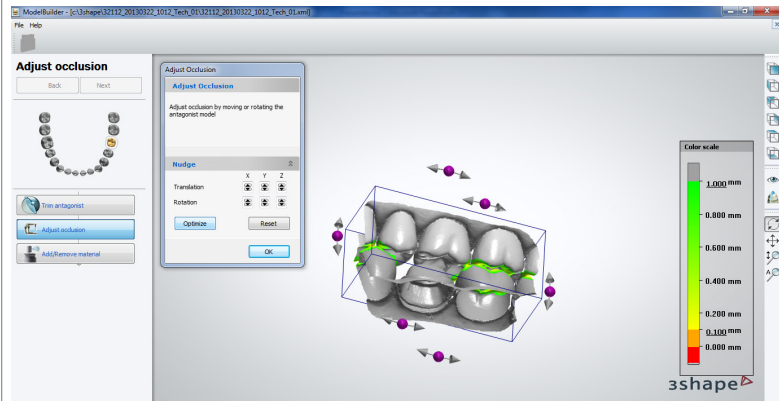 ModelBuilder - [c:\3shape\32112_20130322_1012_Tech_01\32112_20130322_1012_Tech_01.xml]
File Help
Adjust occlusion
Back Next
Trim antagonist
Adjust occlusion
Add/Remove material
Adjust Occlusion
Adjust Occlusion
Adjust occlusion by moving or rotating the
antagonist model
Nudge
X Y Z
Translation
Rotation
Optimize Reset
OK
Color scale
1.000 mm
0.800 mm
0.600 mm
0.400 mm
0.200 mm
0.100 mm
0.000 mm
3shape